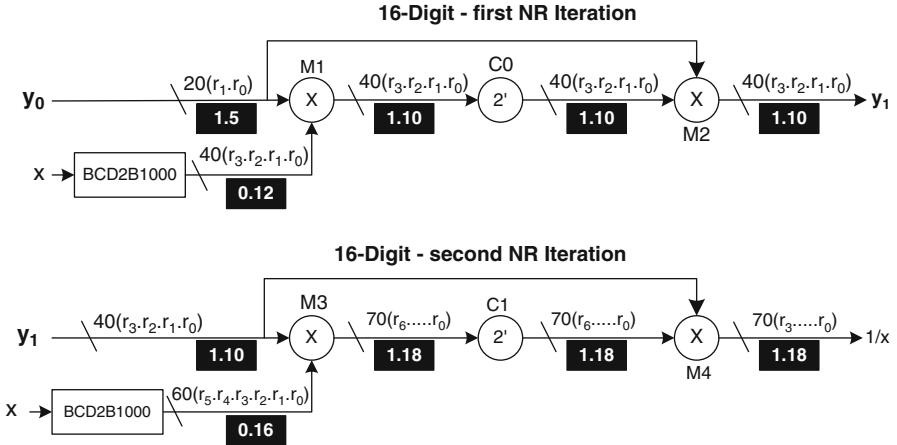 16-Digit - first NR Iteration
y₀
20(r₁.r₀)
1.5
M1
X
40(r₃.r₂.r₁.r₀)
1.10
C0
2'
40(r₃.r₂.r₁.r₀)
1.10
X
M2
40(r₃.r₂.r₁.r₀)
1.10
y₁
X
BCD2B1000
40(r₃.r₂.r₁.r₀)
0.12
16-Digit - second NR Iteration
y₁
40(r₃.r₂.r₁.r₀)
1.10
M3
X
70(r₆.....r₀)
1.18
C1
2'
70(r₆.....r₀)
1.18
X
M4
70(r₃.....r₀)
1.18
1/x
X
BCD2B1000
60(r₅.r₄.r₃.r₂.r₁.r₀)
0.16